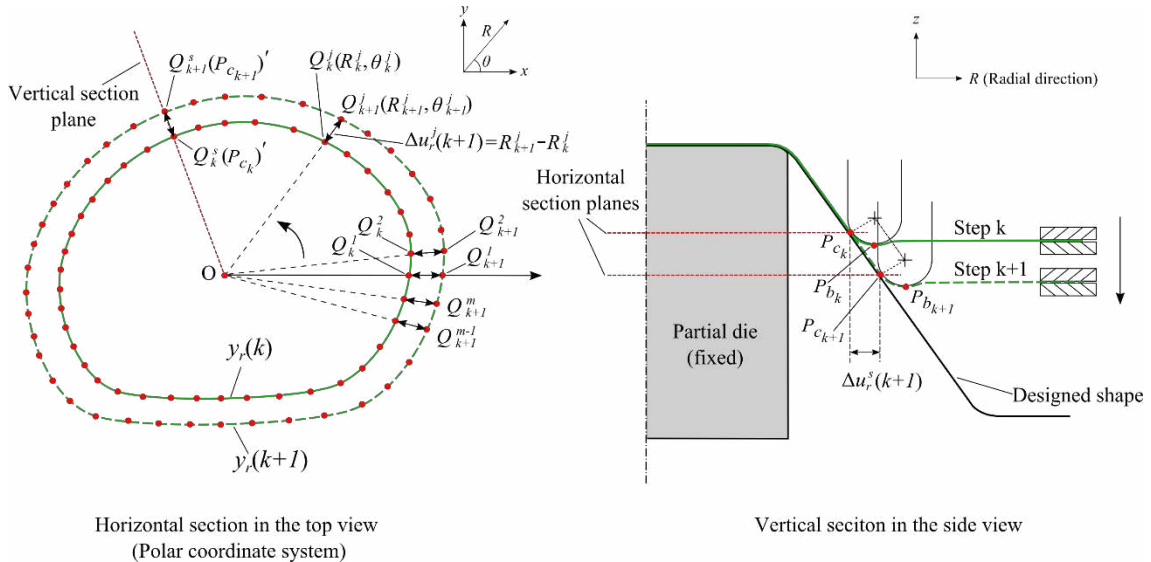 y
R
θ
x
Q^s_{k+1}(P_{c_{k+1}})′
Q^j_k(R^j_k, θ^j_k)
Vertical section
plane
Q^j_{k+1}(R^j_{k+1}, θ^j_{k+1})
Δu^j_r(k+1)=R^j_{k+1}−R^j_k
Q^s_k(P_{c_k})′
Q^1_k
Q^2_k
Q^2_{k+1}
O
Q^1_{k+1}
Q^m_{k+1}
Q^{m-1}_{k+1}
y_r(k)
y_r(k+1)
Horizontal section in the top view
(Polar coordinate system)
z
R (Radial direction)
Horizontal
section planes
P_{c_k}
Step k
P_{b_k}
Step k+1
P_{b_{k+1}}
P_{c_{k+1}}
Partial die
(fixed)
Δu^s_r(k+1)
Designed shape
Vertical seciton in the side view